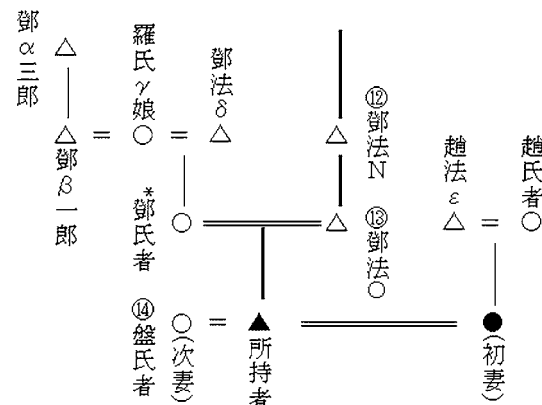 鄧α三郎
鄧β一郎
羅氏γ娘
鄧法δ
⑫鄧法N
趙法ε
趙氏者
*鄧氏者
⑬鄧法○
⑭盤氏者
(次妻)
所持者
(初妻)